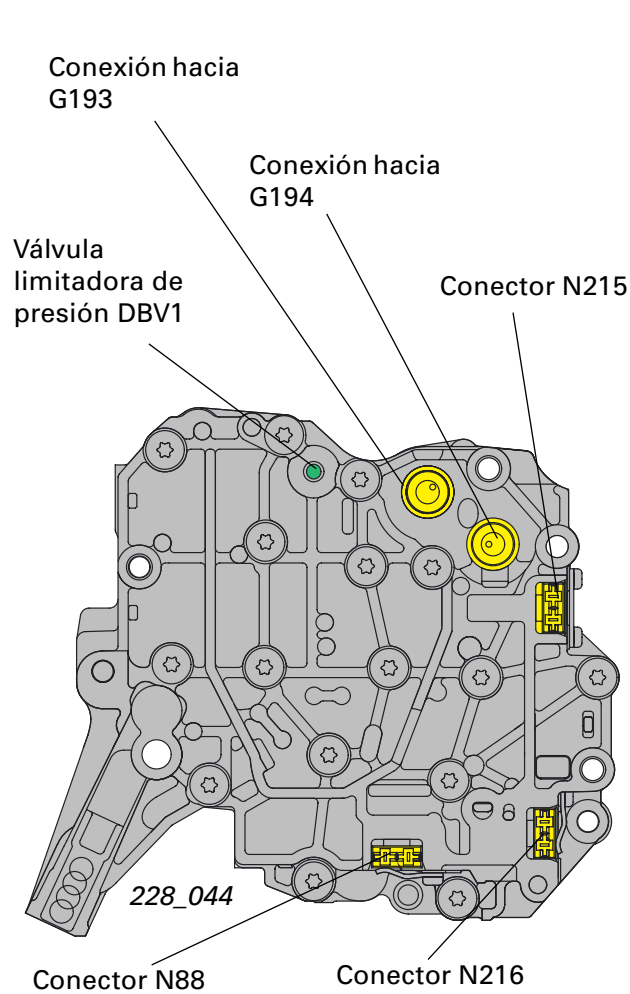 Conexión hacia
G193
Conexión hacia
G194
Válvula
limitadora de
presión DBV1
Conector N215
228_044
Conector N88
Conector N216